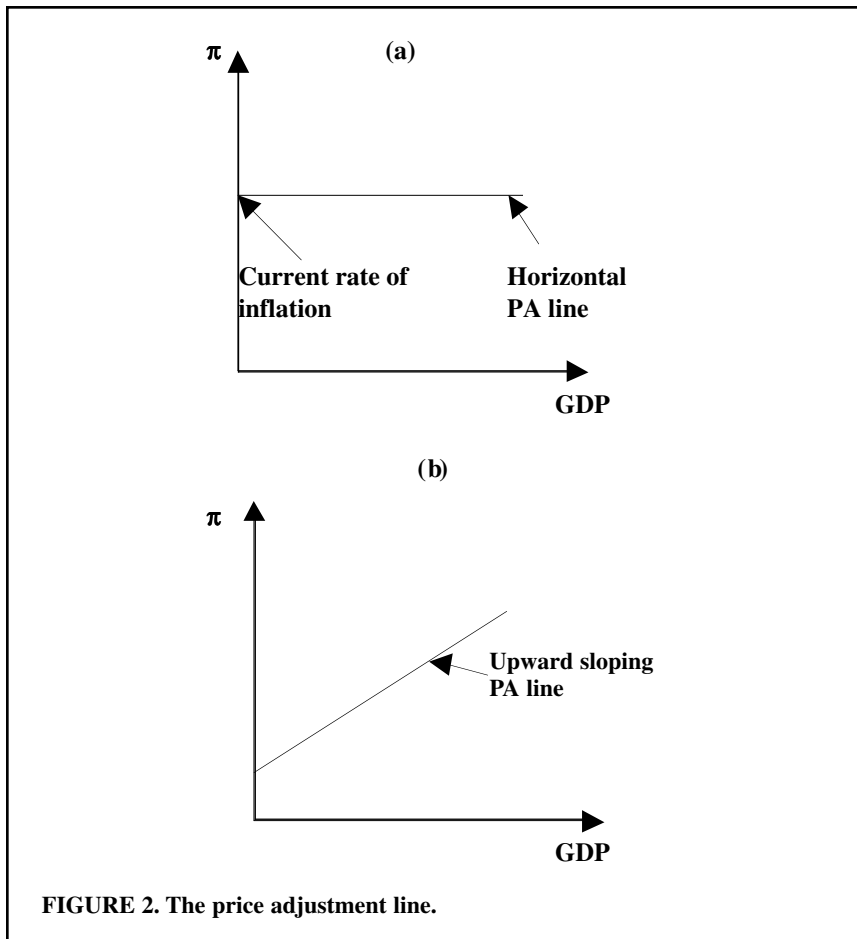 (a)
π
Current rate of
inflation
Horizontal
PA line
GDP
(b)
π
Upward sloping
PA line
GDP
FIGURE 2. The price adjustment line.